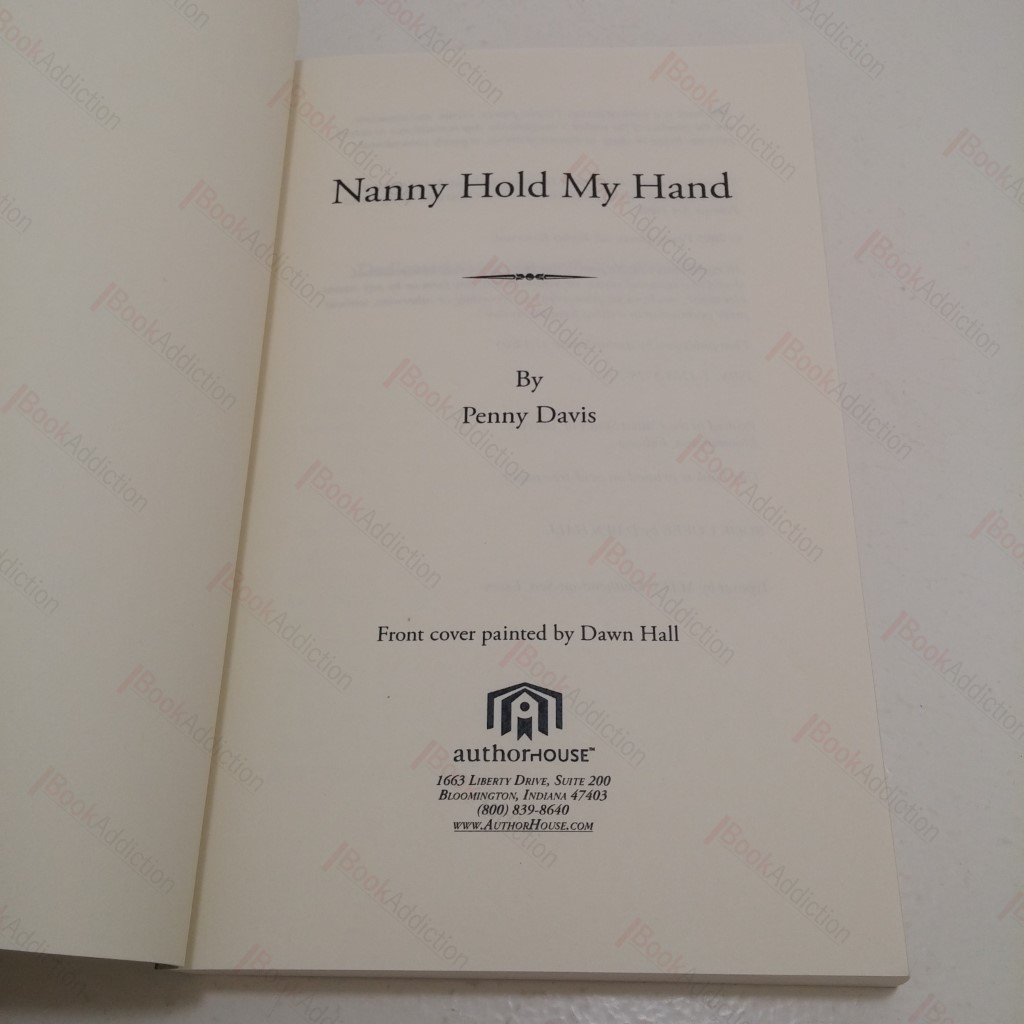 Nanny Hold My Hand
By
Penny Davis
Front cover painted by Dawn Hall
authorHOUSE™
1663 Liberty Drive, Suite 200
Bloomington, Indiana 47403
(800) 839-8640
www.AuthorHouse.com
BookAddiction